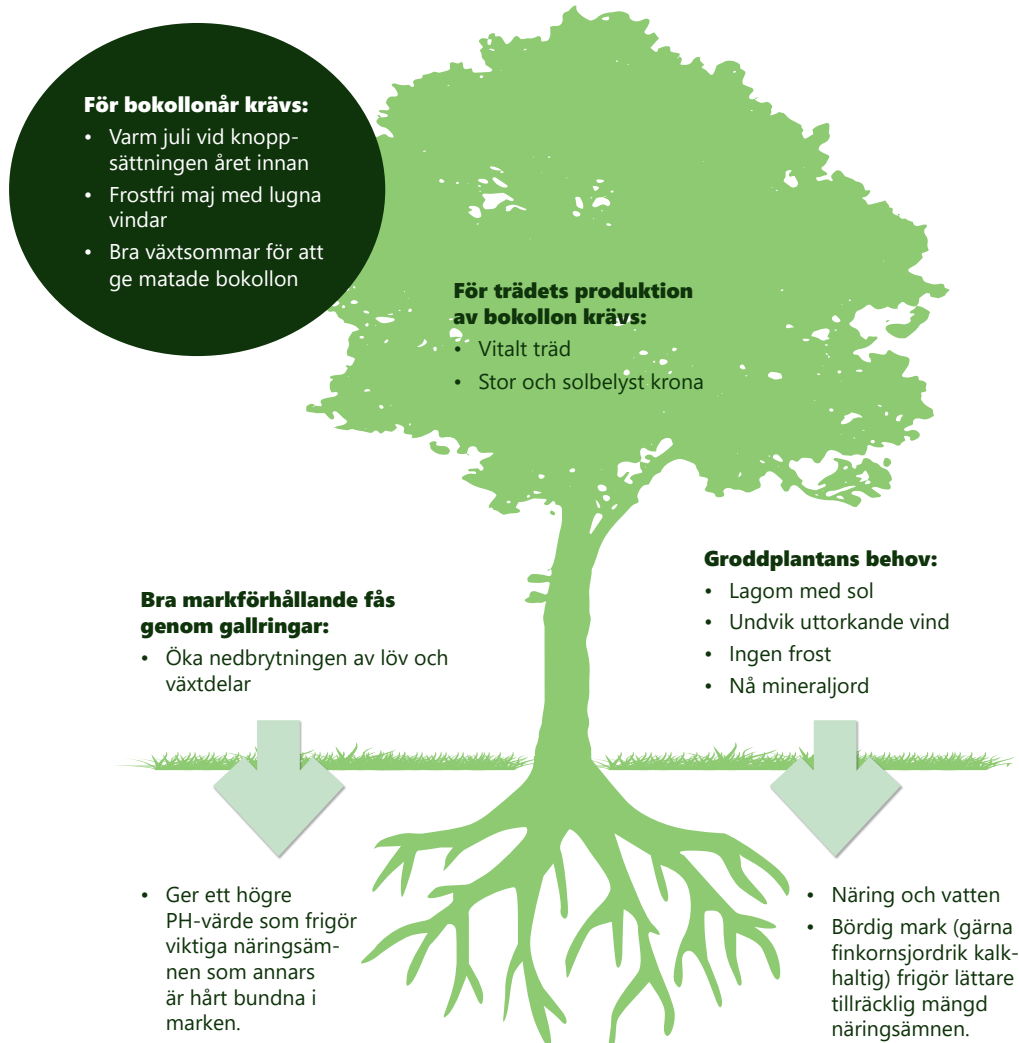 För bokollonår krävs:
• Varm juli vid knopp-
sättningen året innan
• Frostfri maj med lugna
vindar
• Bra växtsommar för att
ge matade bokollon
För trädets produktion
av bokollon krävs:
• Vitalt träd
• Stor och solbelyst krona
Bra markförhållande fås
genom gallringar:
• Öka nedbrytningen av löv och
växtdelar
Groddplantans behov:
• Lagom med sol
• Undvik uttorkande vind
• Ingen frost
• Nå mineraljord
• Ger ett högre
PH-värde som frigör
viktiga näringsäm-
nen som annars
är hårt bundna i
marken.
• Näring och vatten
• Bördig mark (gärna
finkornsjordrik kalk-
haltig) frigör lättare
tillräcklig mängd
näringsämnen.